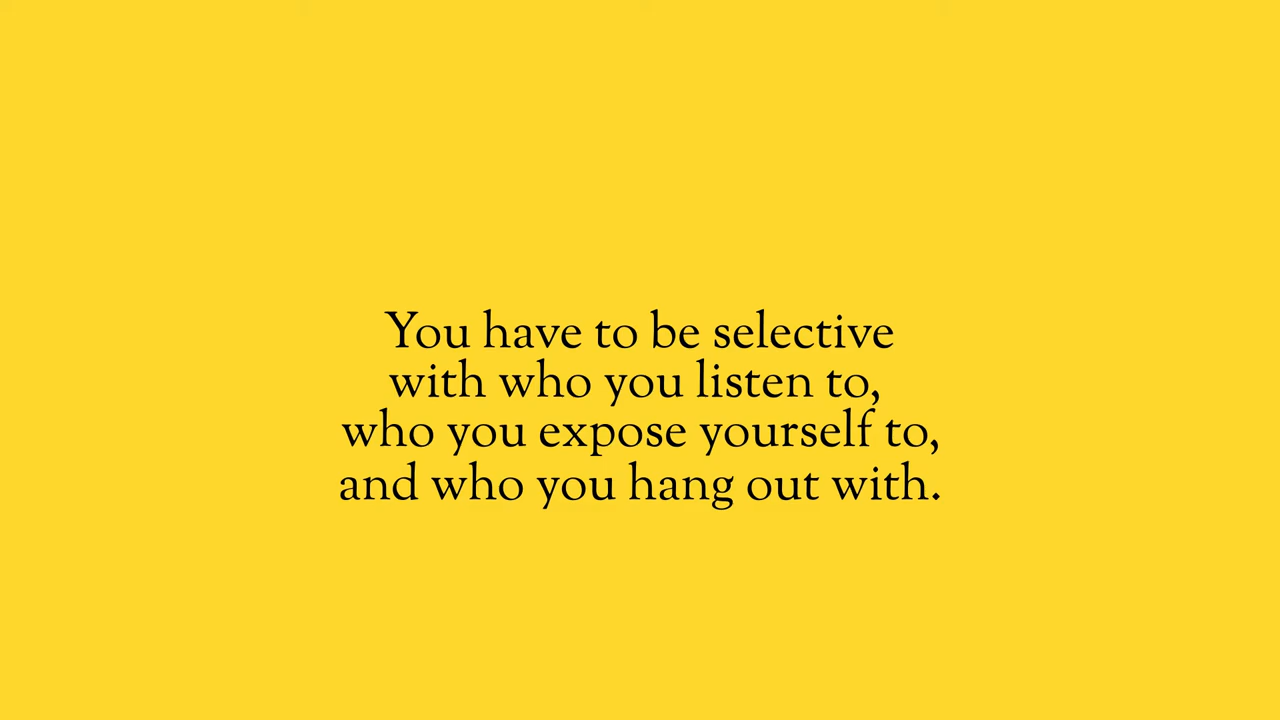 You have to be selective
with who you listen to,
who you expose yourself to,
and who you hang out with.